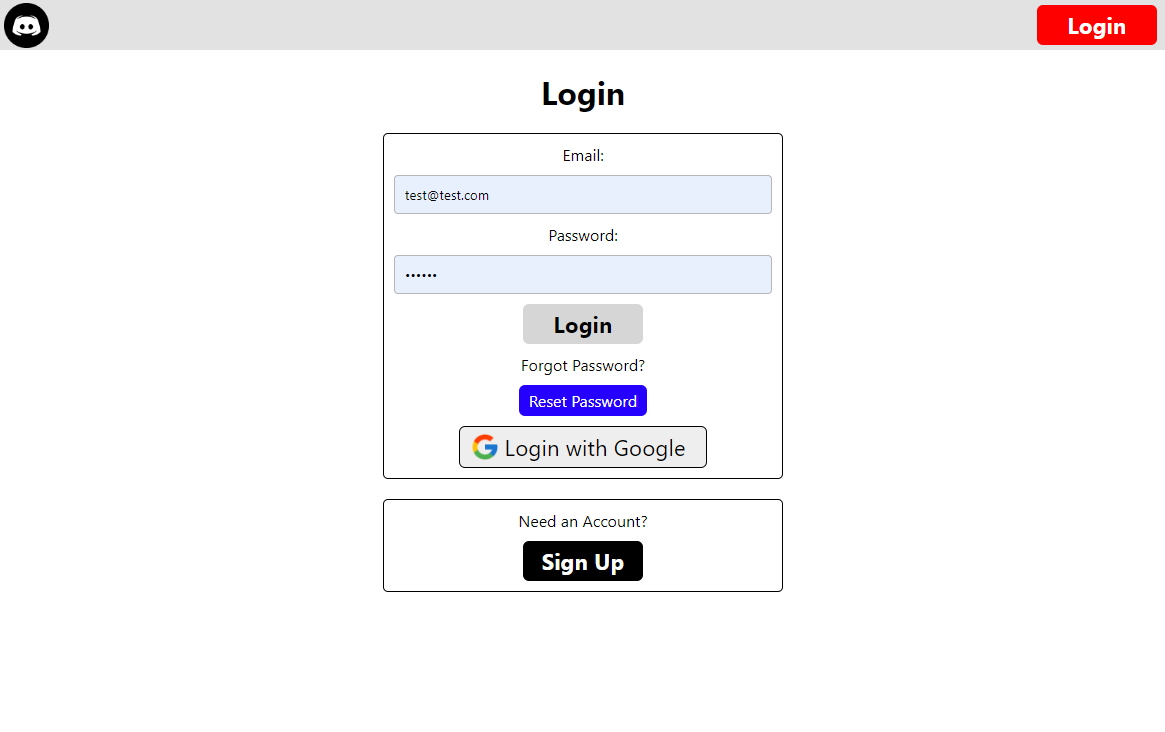 Login
Login
Email:
test@test.com
Password:
••••••
Login
Forgot Password?
Reset Password
Login with Google
Need an Account?
Sign Up